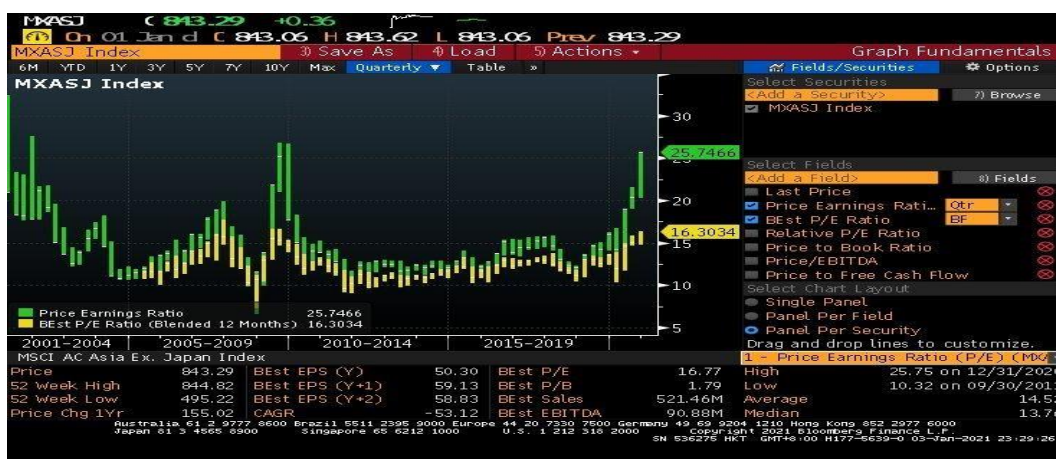 MXASJ C 843.29 +0.36
On 01 Jan d C 843.06 H 843.62 L 843.06 Prev 843.29
MXASJ Index 3) Save As 4) Load 5) Actions Graph Fundamentals
6M YTD 1Y 3Y 5Y 7Y 10Y Max Quarterly ▼ Table » Fields/Securities Options
MXASJ Index
Select Securities
<Add a Security> 7) Browse
MXASJ Index
30
25.7466
25
20
16.3034
15
10
5
Select Fields
<Add a Field> 8) Fields
Last Price
Price Earnings Rati... Qtr
BEst P/E Ratio BF
Relative P/E Ratio
Price to Book Ratio
Price/EBITDA
Price to Free Cash Flow
Select Chart Layout
Single Panel
Panel Per Field
Panel Per Security
Drag and drop lines to customize.
Price Earnings Ratio 25.7466
BEst P/E Ratio (Blended 12 Months) 16.3034
2001-2004 2005-2009 2010-2014 2015-2019
MSCI AC Asia Ex. Japan Index 1 - Price Earnings Ratio (P/E) (MXA
Price 843.29 BEst EPS (Y) 50.30 BEst P/E 16.77 High 25.75 on 12/31/202
52 Week High 844.82 BEst EPS (Y+1) 59.13 BEst P/B 1.79 Low 10.32 on 09/30/201
52 Week Low 495.22 BEst EPS (Y+2) 58.83 BEst Sales 521.46M Average 14.5
Price Chg 1Yr 155.02 CAGR -53.12 BEst EBITDA 90.88M Median 13.7
Australia 61 2 9777 8600 Brazil 5511 2395 9000 Europe 44 20 7330 7500 Germany 49 69 9204 1210 Hong Kong 852 2977 6000
Japan 81 3 4565 8900 Singapore 65 6212 1000 U.S. 1 212 318 2000 Copyright 2021 Bloomberg Finance L.P.
SN 536275 HKT GMT+8:00 H177-5639-0 03-Jan-2021 23:29:26